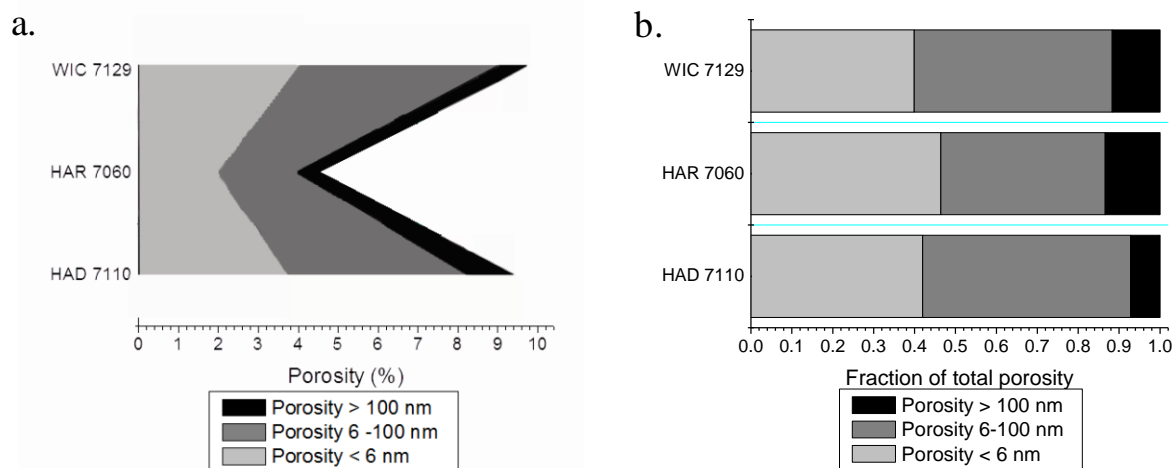 a.
WIC 7129
HAR 7060
HAD 7110
0 1 2 3 4 5 6 7 8 9 10
Porosity (%)
Porosity > 100 nm
Porosity 6 -100 nm
Porosity < 6 nm
b.
WIC 7129
HAR 7060
HAD 7110
0.0 0.1 0.2 0.3 0.4 0.5 0.6 0.7 0.8 0.9 1.0
Fraction of total porosity
Porosity > 100 nm
Porosity 6-100 nm
Porosity < 6 nm